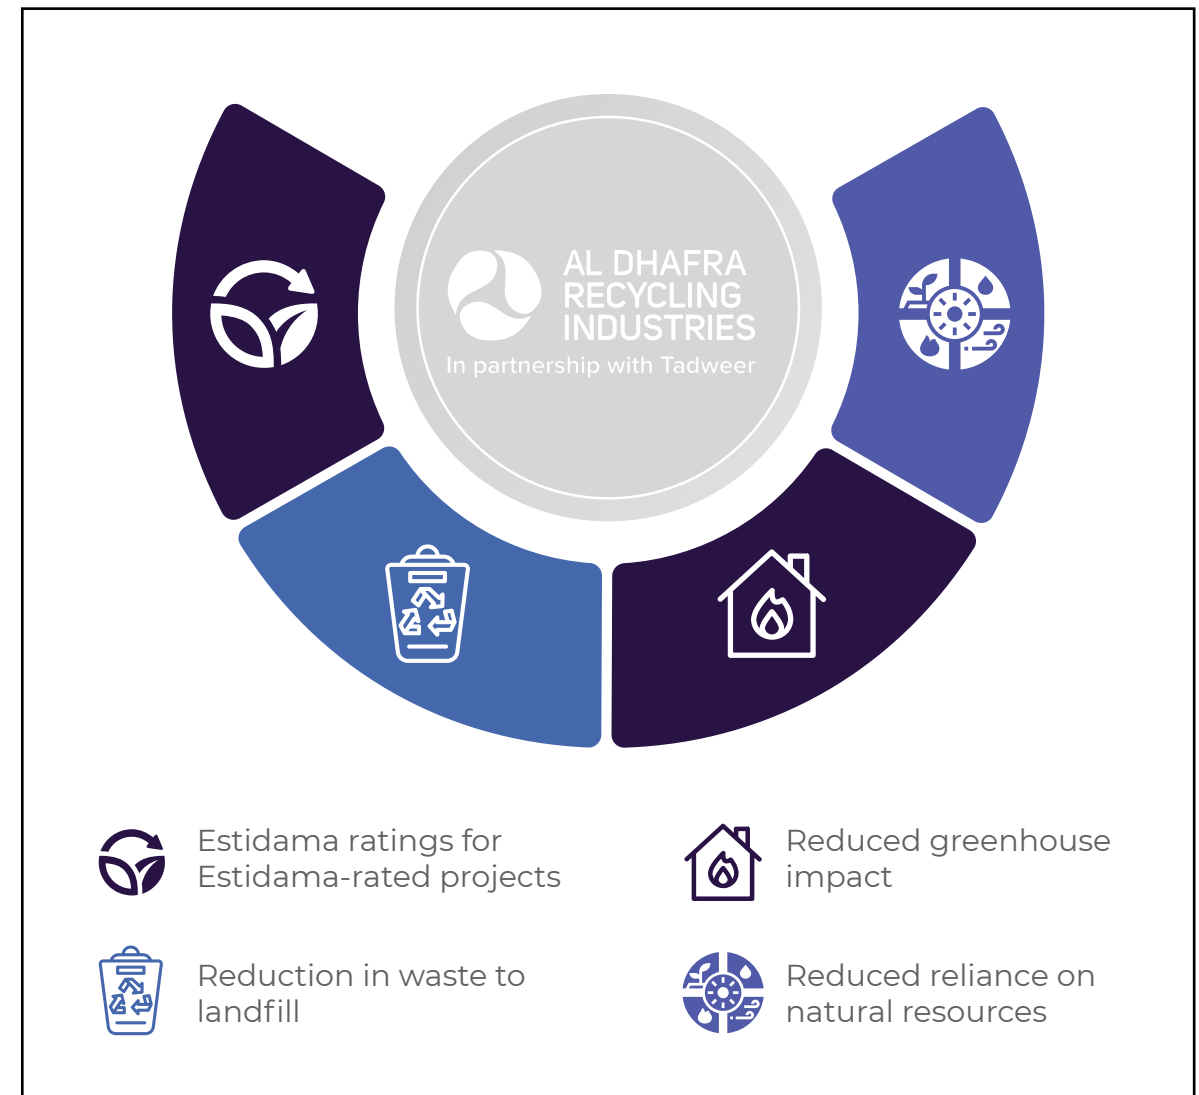 AL DHAFRA
RECYCLING
INDUSTRIES
In partnership with Tadweer
Estidama ratings for
Estidama-rated projects
Reduction in waste to
landfill
Reduced greenhouse
impact
Reduced reliance on
natural resources